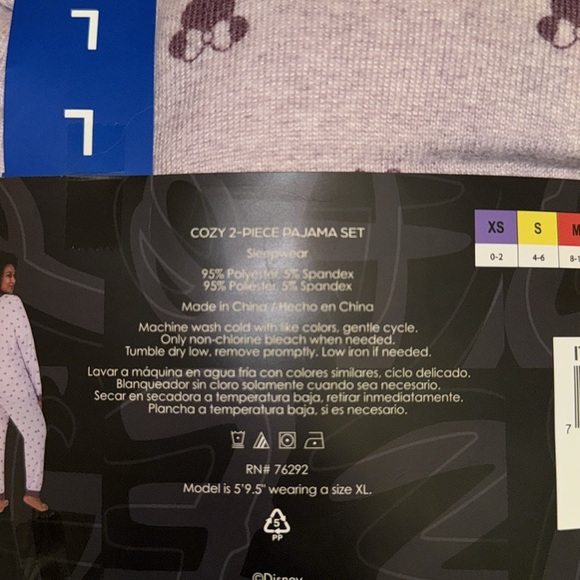 L
L
COZY 2-PIECE PAJAMA SET
Sleepwear
95% Polyester, 5% Spandex
95% Poliéster, 5% Spandex
Made in China / Hecho en China
Machine wash cold with like colors, gentle cycle.
Only non-chlorine bleach when needed.
Tumble dry low, remove promptly. Low iron if needed.
Lavar a máquina en agua fría con colores similares, ciclo delicado.
Blanqueador sin cloro solamente cuando sea necesario.
Secar en secadora a temperatura baja, retirar inmediatamente.
Plancha a temperatura baja, si es necesario.
RN# 76292
Model is 5'9.5" wearing a size XL.
5
PP
©Disney
XS S M
0-2 4-6 8-1
7